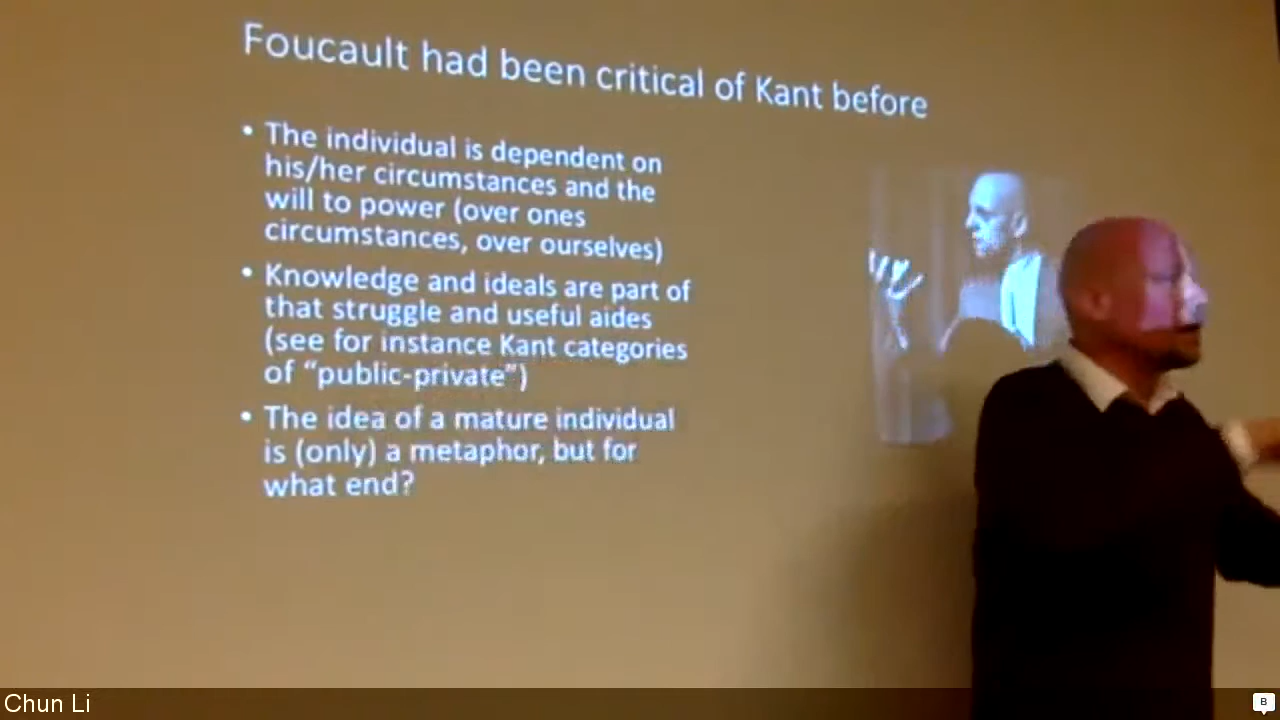 Foucault had been critical of Kant before
• The individual is dependent on
his/her circumstances and the
will to power (over ones
circumstances, over ourselves)
• Knowledge and ideals are part of
that struggle and useful aides
(see for instance Kant categories
of “public-private”)
• The idea of a mature individual
is (only) a metaphor, but for
what end?
Chun Li
B